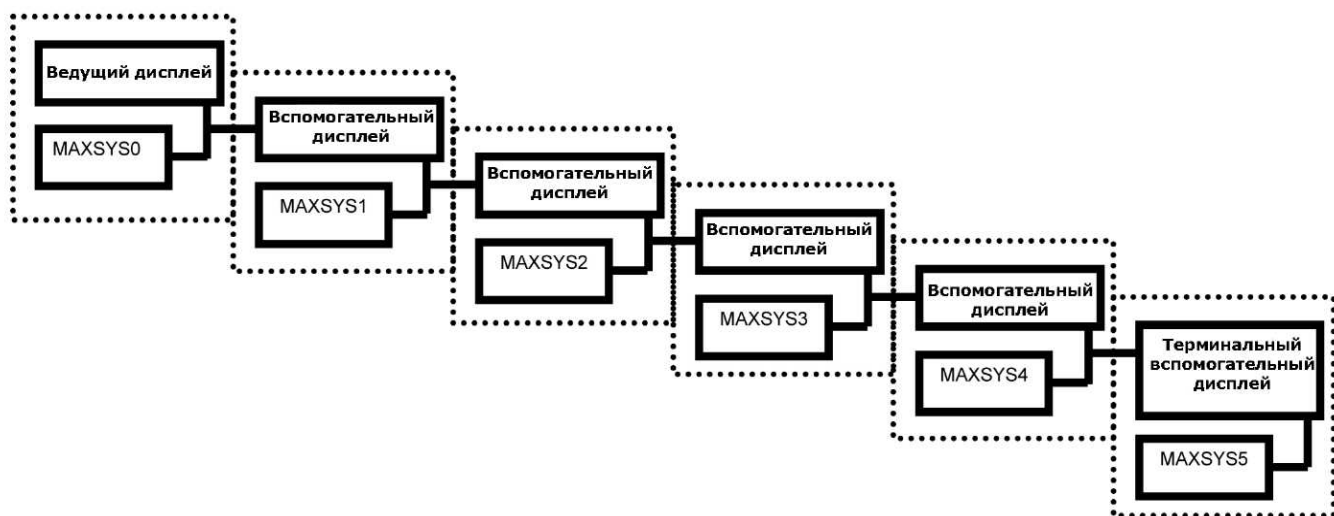 Ведущий дисплей
MAXSYS0
Вспомогательный
дисплей
MAXSYS1
Вспомогательный
дисплей
MAXSYS2
Вспомогательный
дисплей
MAXSYS3
Вспомогательный
дисплей
MAXSYS4
Терминальный
вспомогательный
дисплей
MAXSYS5